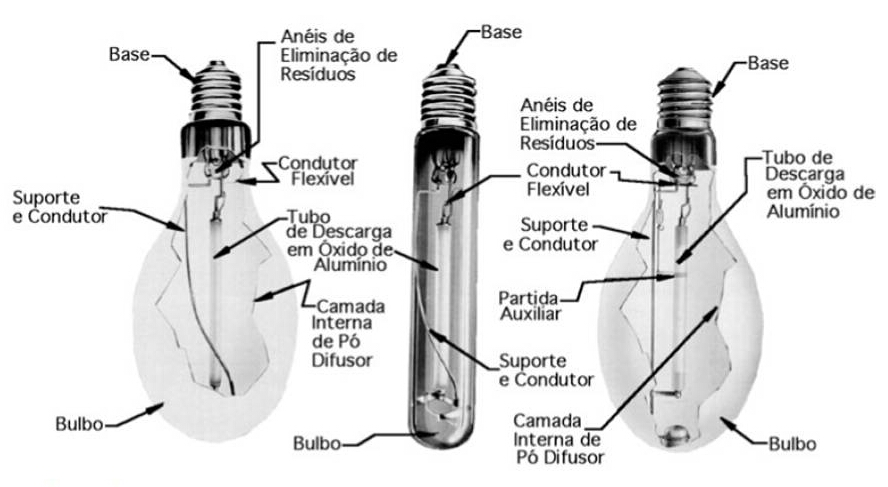 Base
Anéis de
Eliminação de
Resíduos
Condutor
Flexível
Suporte
e Condutor
Tubo
de Descarga
em Óxido de
Alumínio
Camada
Interna
de Pó
Difusor
Bulbo
Base
Anéis de
Eliminação de
Resíduos
Condutor
Flexível
Suporte
e Condutor
Bulbo
Base
Tubo de
Descarga
em Óxido de
Alumínio
Suporte
e Condutor
Partida
Auxiliar
Camada
Interna de
Pó Difusor
Bulbo